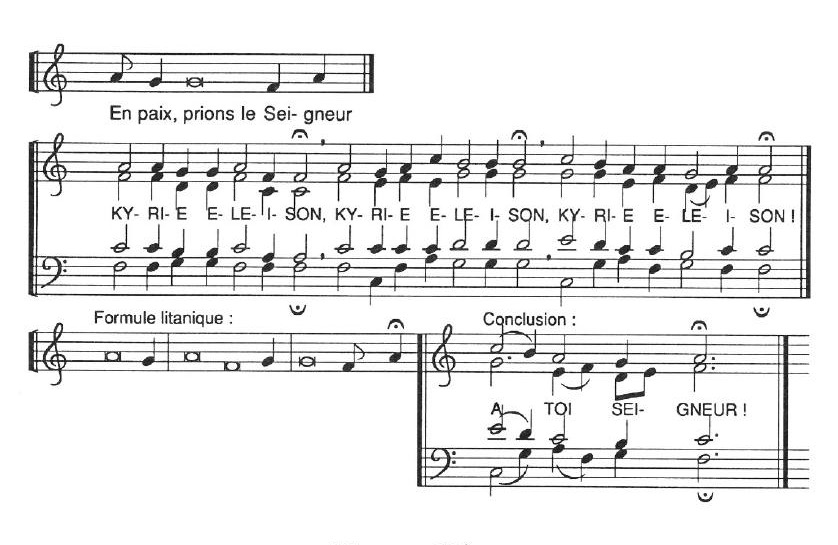 En paix, prions le Sei- gneur
KY- RI- E E- LE- I- SON, KY- RI- E E- LE- I- SON, KY- RI- E E- LE- I- SON !
Formule litanique :
Conclusion :
A TOI SEI- GNEUR !